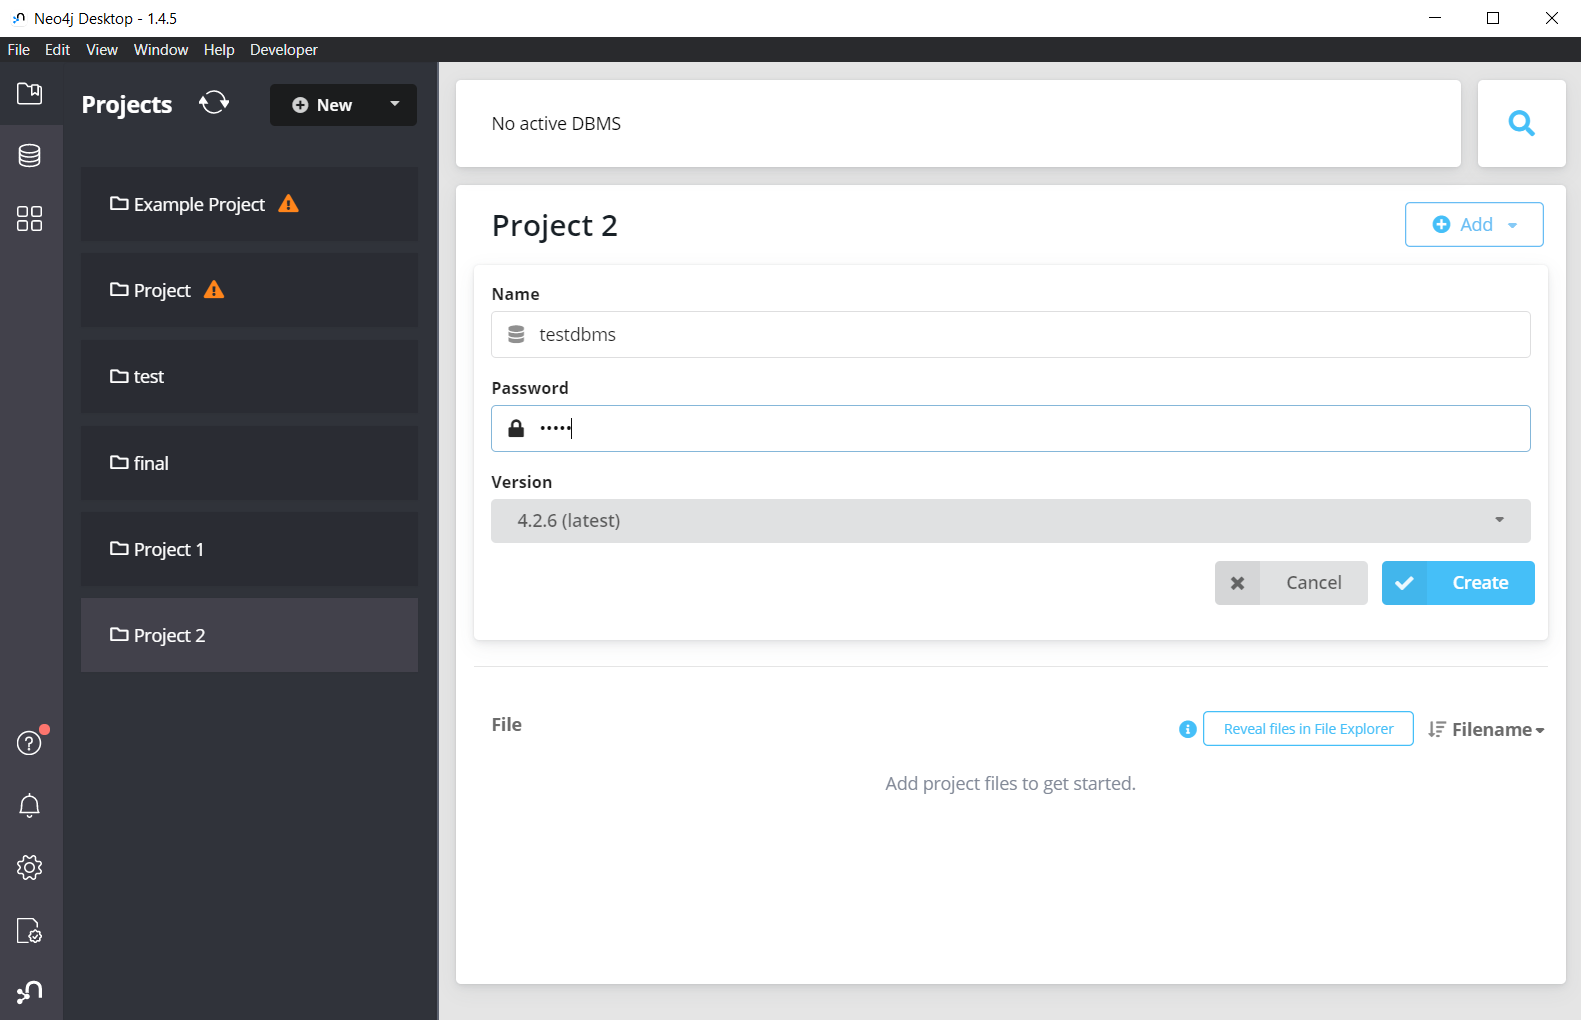 Neo4j Desktop - 1.4.5
File Edit View Window Help Developer
Projects
New
Example Project
Project
test
final
Project 1
Project 2
No active DBMS
Project 2
Add
Name
testdbms
Password
•••••
Version
4.2.6 (latest)
Cancel
Create
File
Reveal files in File Explorer
Filename
Add project files to get started.